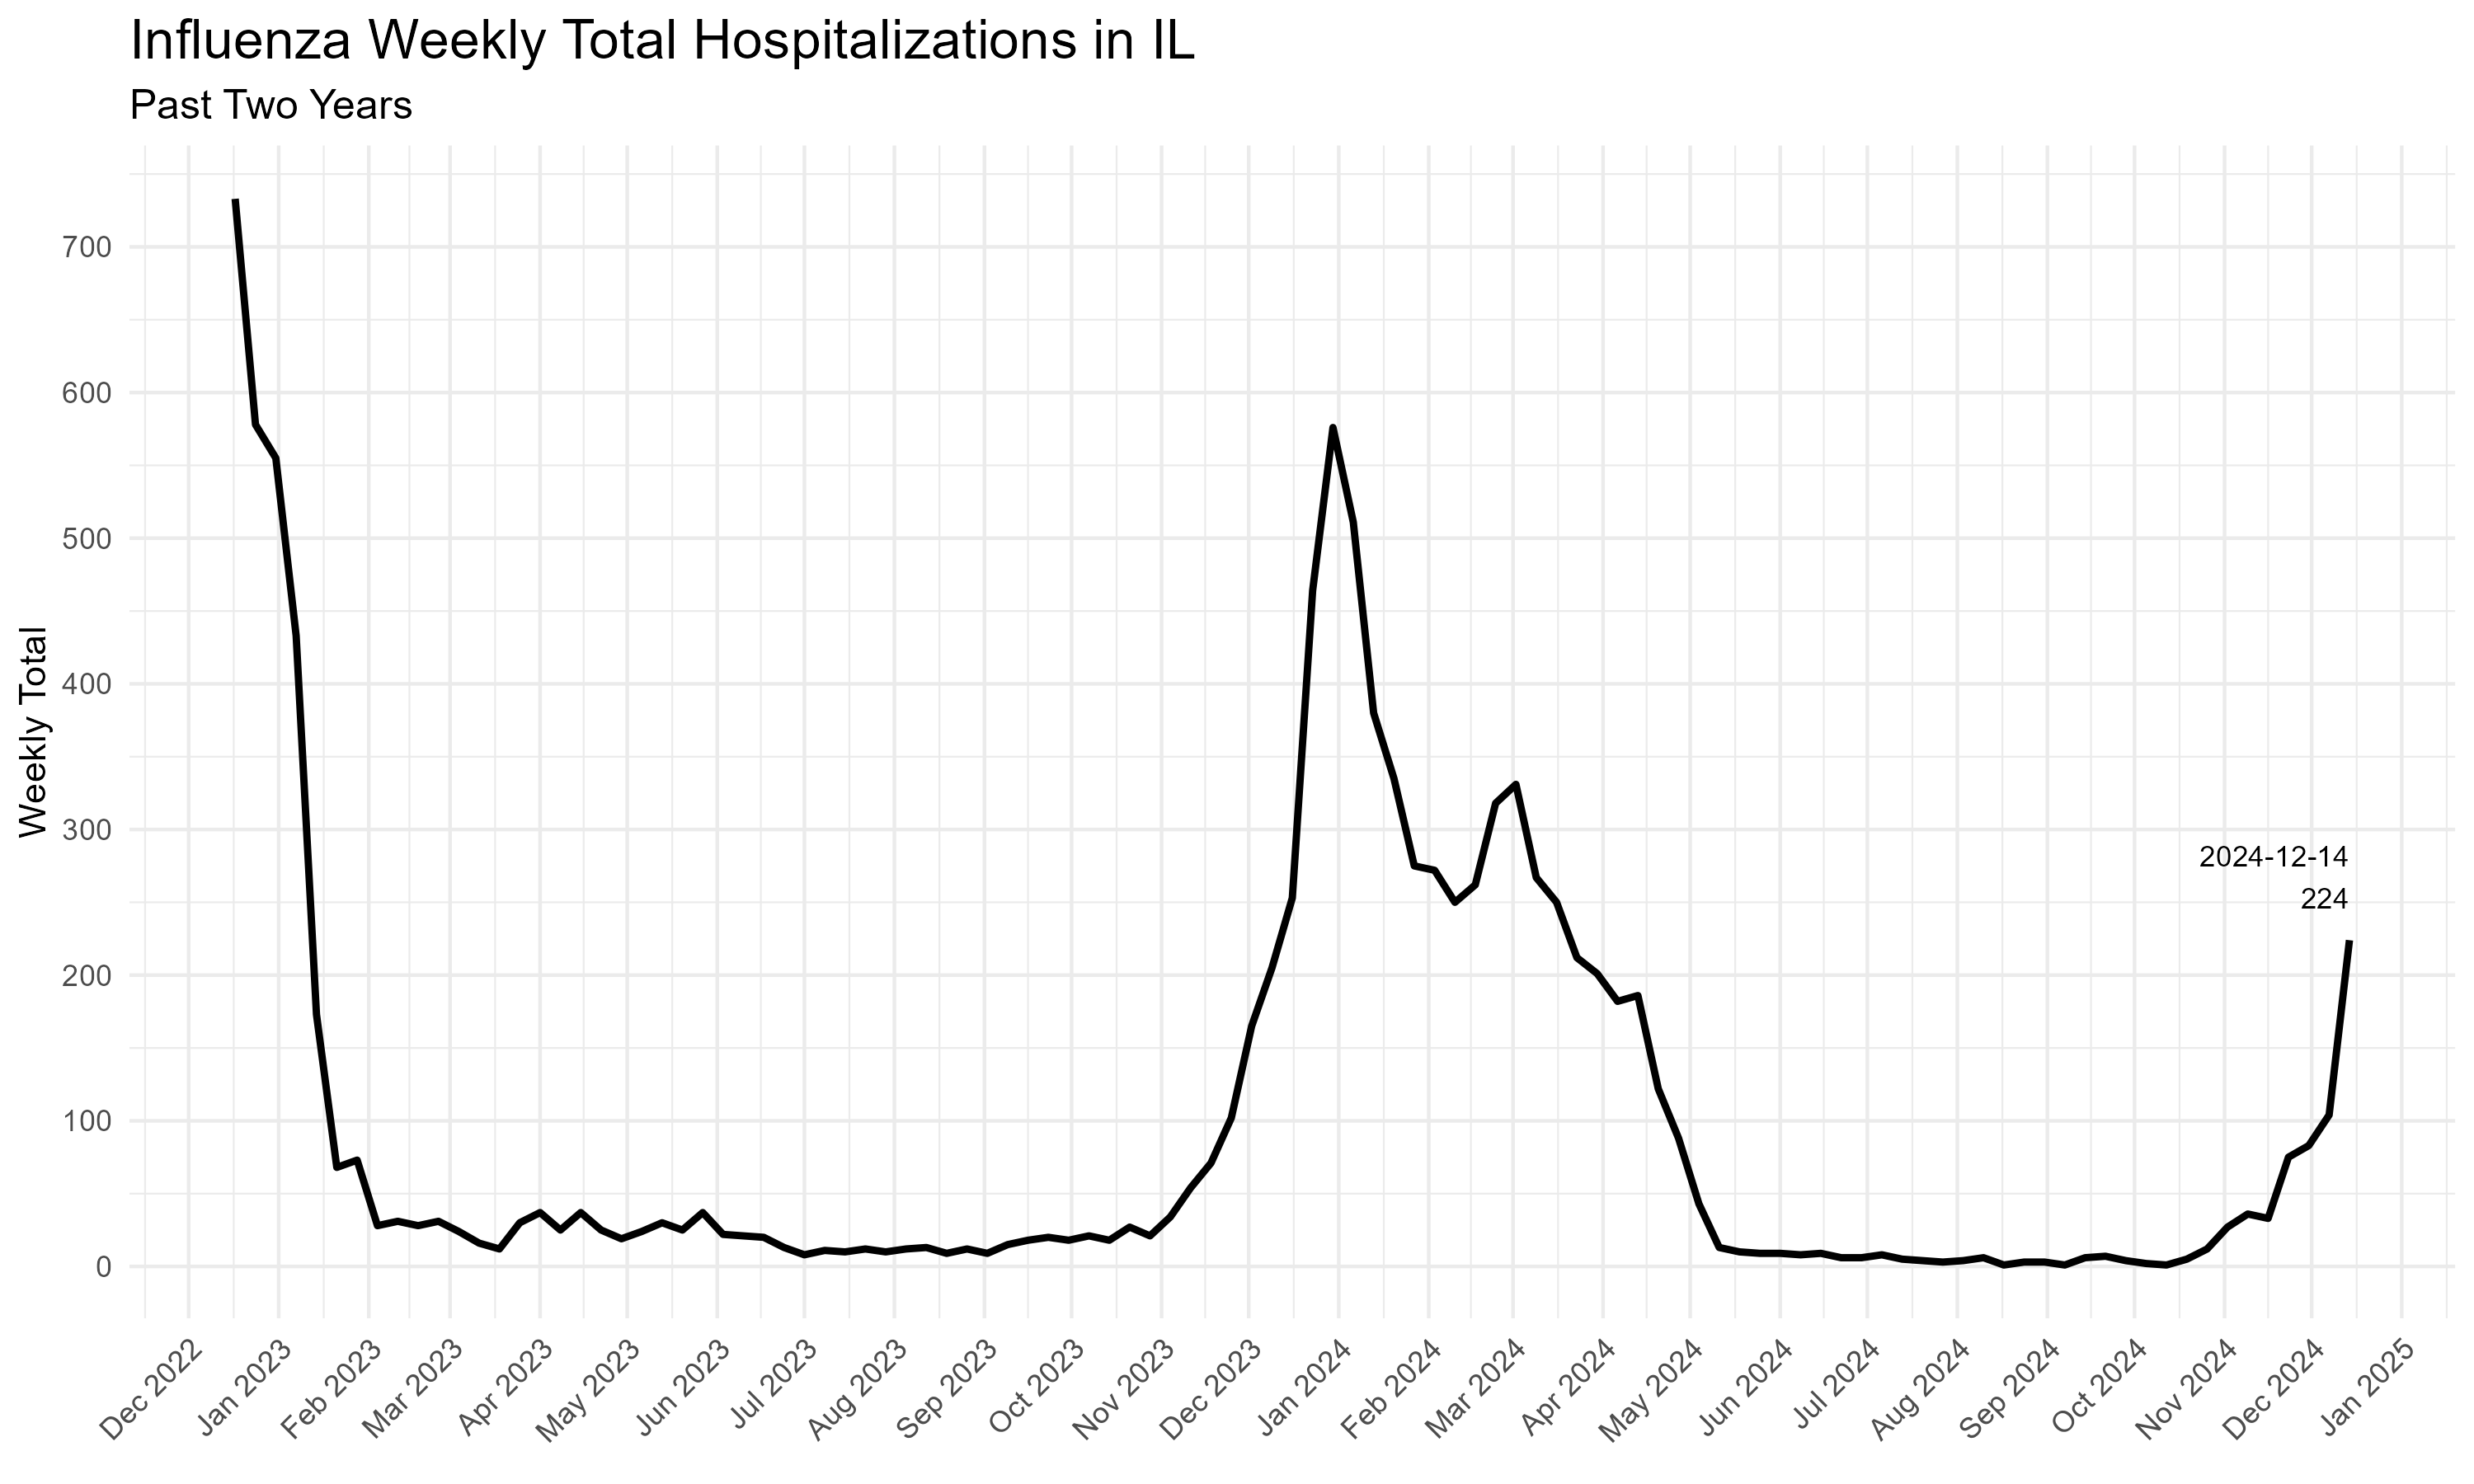 Influenza Weekly Total Hospitalizations in IL
Past Two Years
Weekly Total
700
600
500
400
300
200
100
0
2024-12-14
224
Dec 2022
Jan 2023
Feb 2023
Mar 2023
Apr 2023
May 2023
Jun 2023
Jul 2023
Aug 2023
Sep 2023
Oct 2023
Nov 2023
Dec 2023
Jan 2024
Feb 2024
Mar 2024
Apr 2024
May 2024
Jun 2024
Jul 2024
Aug 2024
Sep 2024
Oct 2024
Nov 2024
Dec 2024
Jan 2025